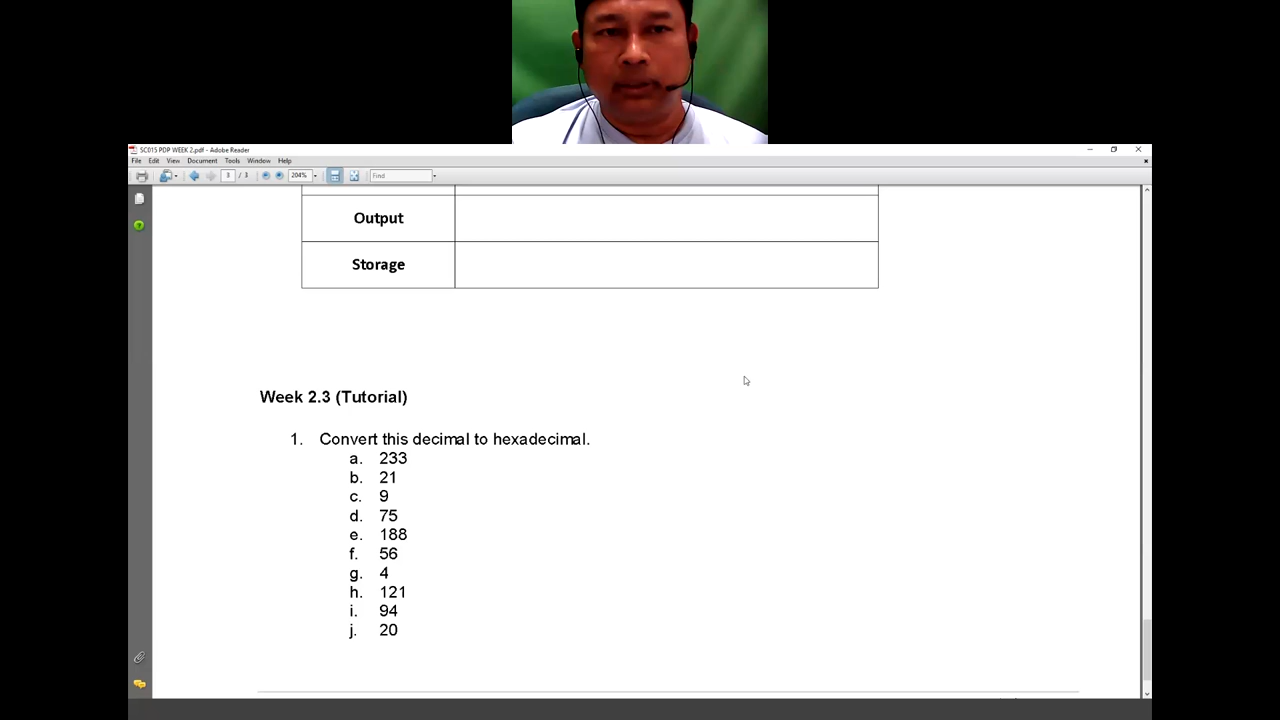 SC015 PDP WEEK 2.pdf - Adobe Reader
File Edit View Document Tools Window Help
3 / 3 204% Find
Output
Storage
Week 2.3 (Tutorial)
1. Convert this decimal to hexadecimal.
a. 233
b. 21
c. 9
d. 75
e. 188
f. 56
g. 4
h. 121
i. 94
j. 20